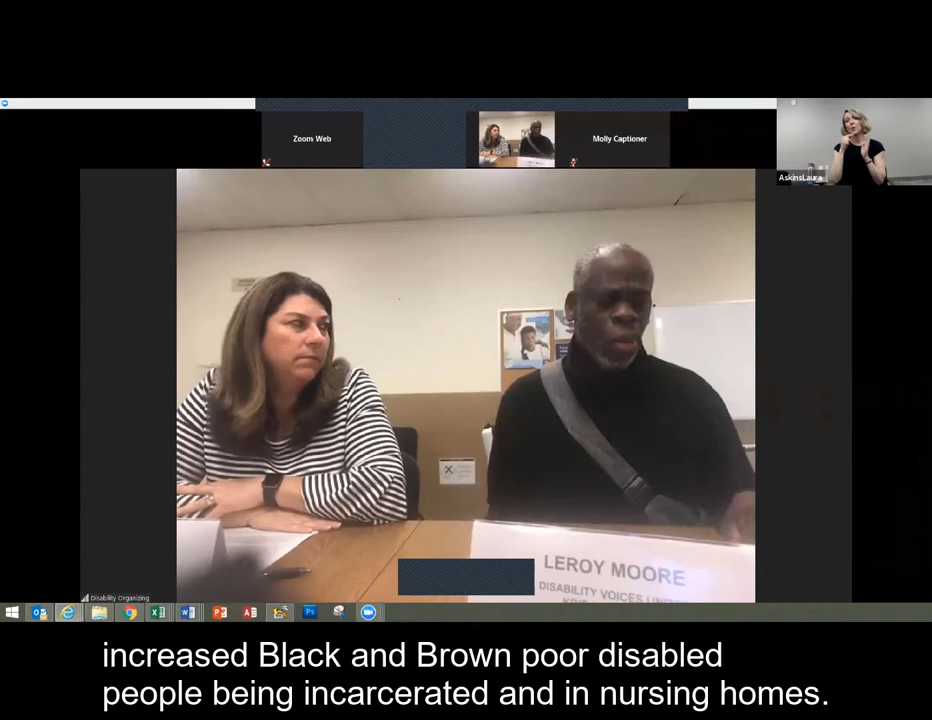 Zoom Web
Molly Captioner
AskinsLaura
LEROY MOORE
DISABILITY VOICES
Disability Organizing
increased Black and Brown poor disabled
people being incarcerated and in nursing homes.